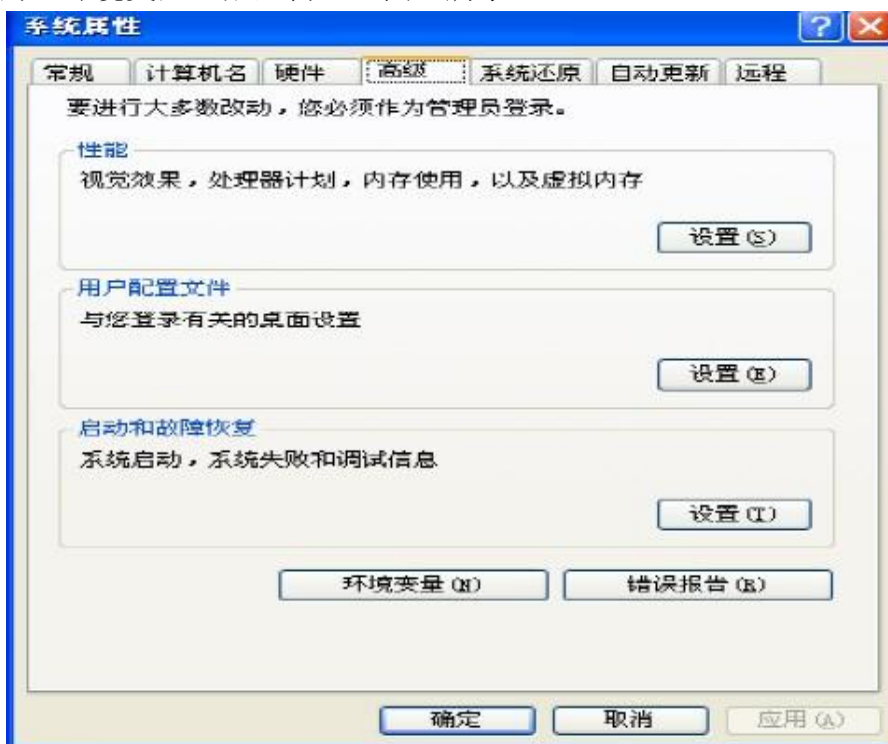 系统属性
常规 计算机名 硬件 高级 系统还原 自动更新 远程
要进行大多数改动，您必须作为管理员登录。
性能
视觉效果，处理器计划，内存使用，以及虚拟内存
设置(S)
用户配置文件
与您登录有关的桌面设置
设置(E)
启动和故障恢复
系统启动，系统失败和调试信息
设置(T)
环境变量(N) 错误报告(R)
确定 取消 应用(A)